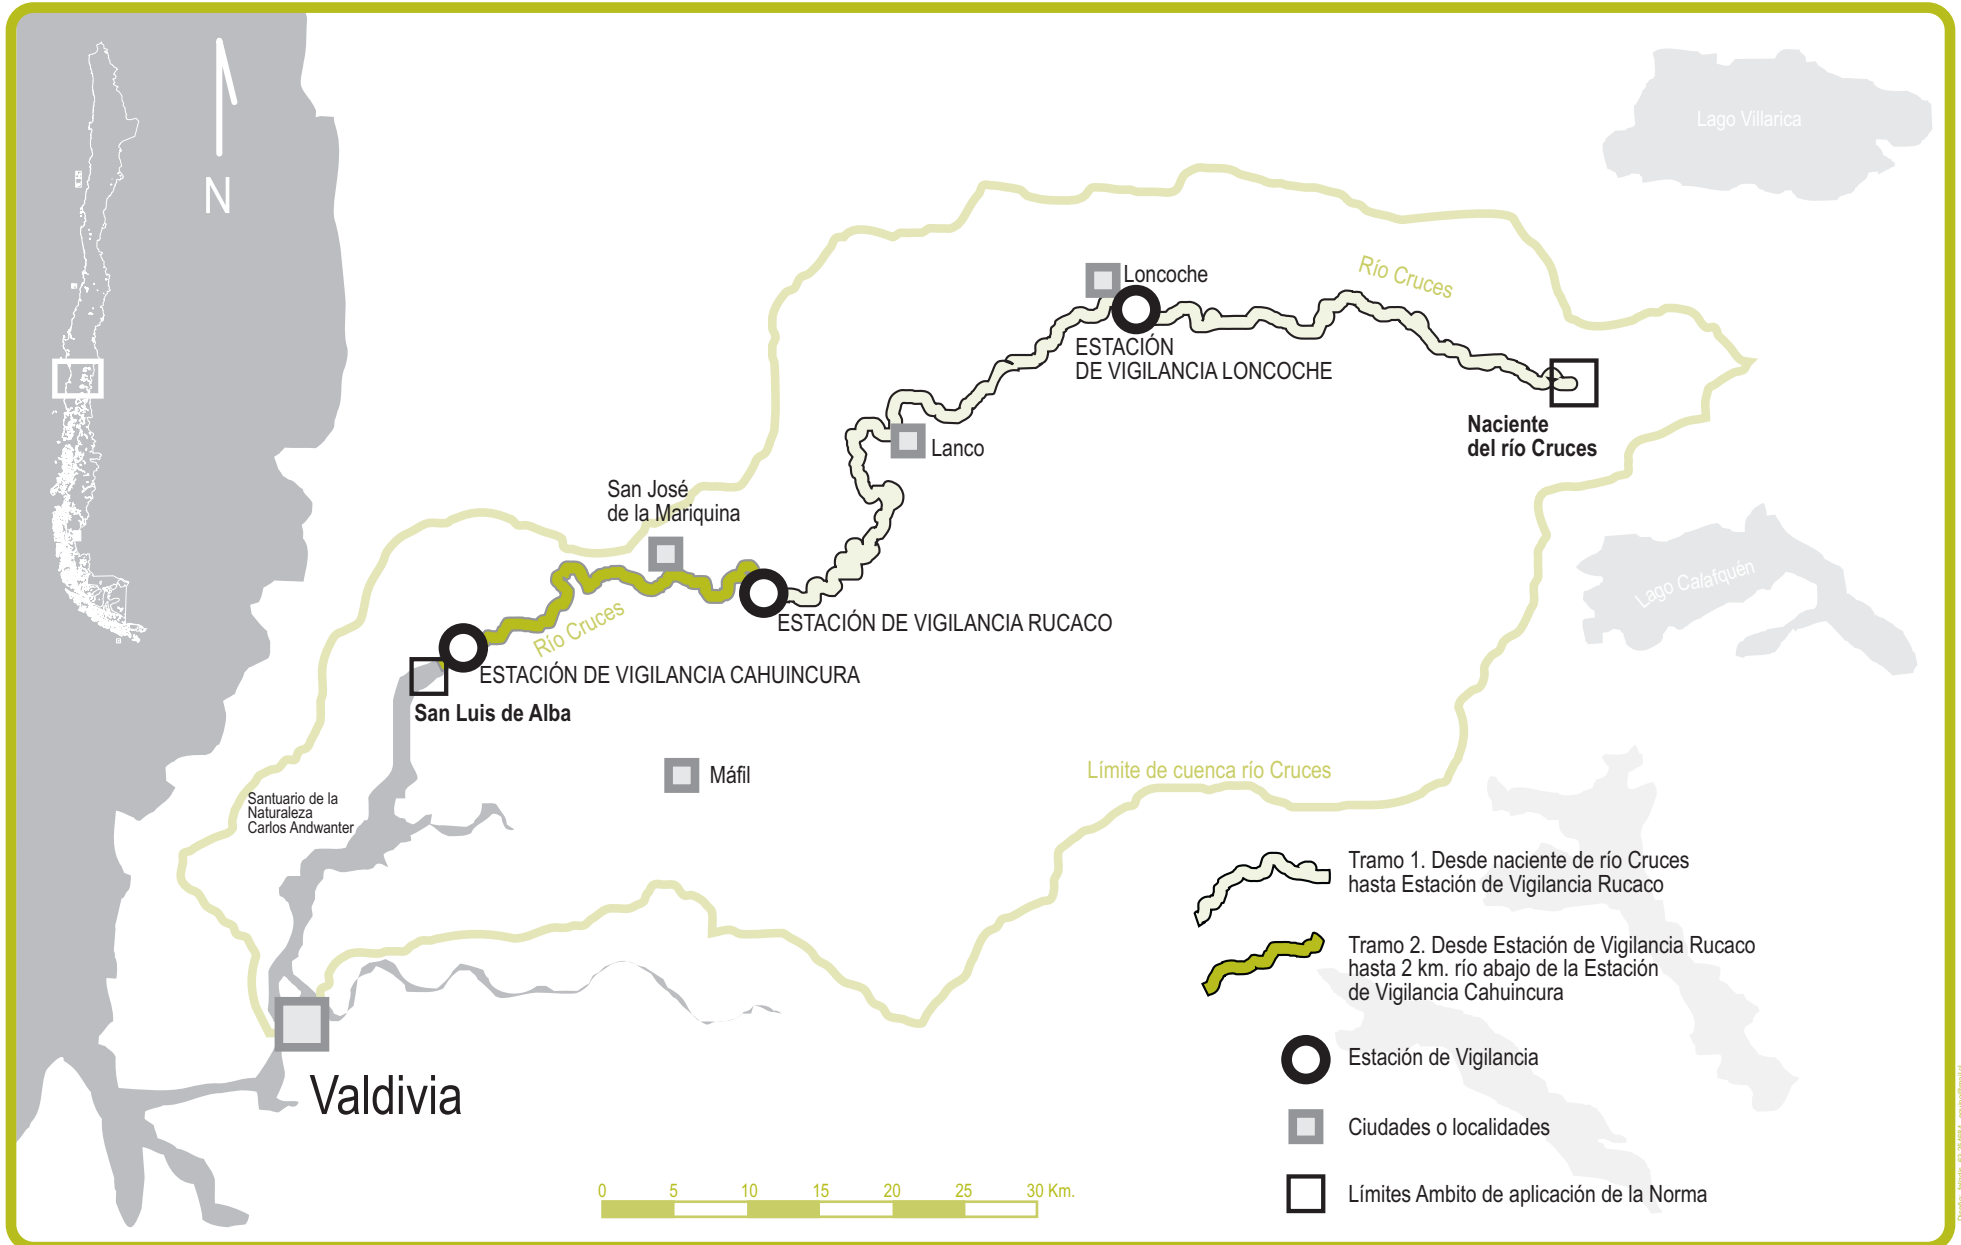 N
Lago Villarica
Río Cruces
Loncoche
ESTACIÓN
DE VIGILANCIA LONCOCHE
Naciente
del río Cruces
Lanco
San José
de la Mariquina
Lago Calafquén
ESTACIÓN DE VIGILANCIA RUCACO
Río Cruces
ESTACIÓN DE VIGILANCIA CAHUINCURA
San Luis de Alba
Máfil
Límite de cuenca río Cruces
Santuario de la
Naturaleza
Carlos Andwanter
Valdivia
Tramo 1. Desde naciente de río Cruces
hasta Estación de Vigilancia Rucaco
Tramo 2. Desde Estación de Vigilancia Rucaco
hasta 2 km. río abajo de la Estación
de Vigilancia Cahuincura
Estación de Vigilancia
Ciudades o localidades
Límites Ambito de aplicación de la Norma
0 5 10 15 20 25 30 Km.